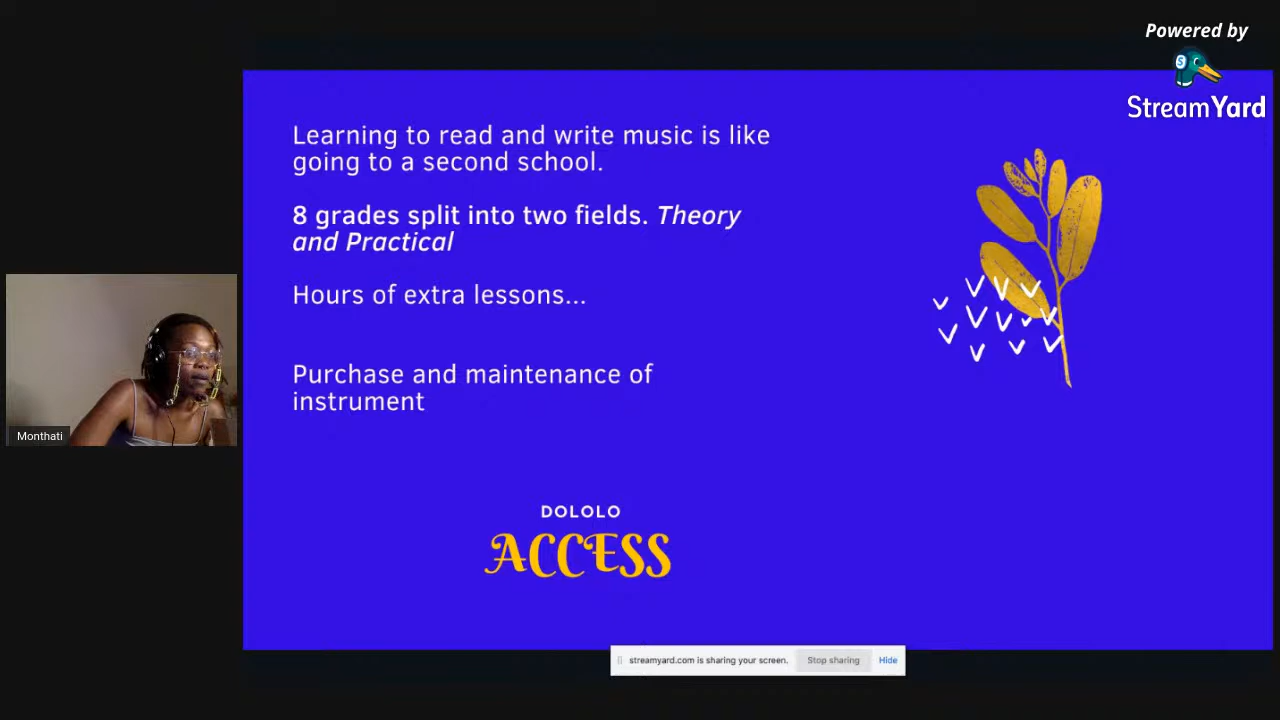 Powered by
StreamYard
Learning to read and write music is like
going to a second school.
8 grades split into two fields. Theory
and Practical
Hours of extra lessons...
Purchase and maintenance of
instrument
Monthati
DOLOLO
ACCESS
streamyard.com is sharing your screen. Stop sharing Hide